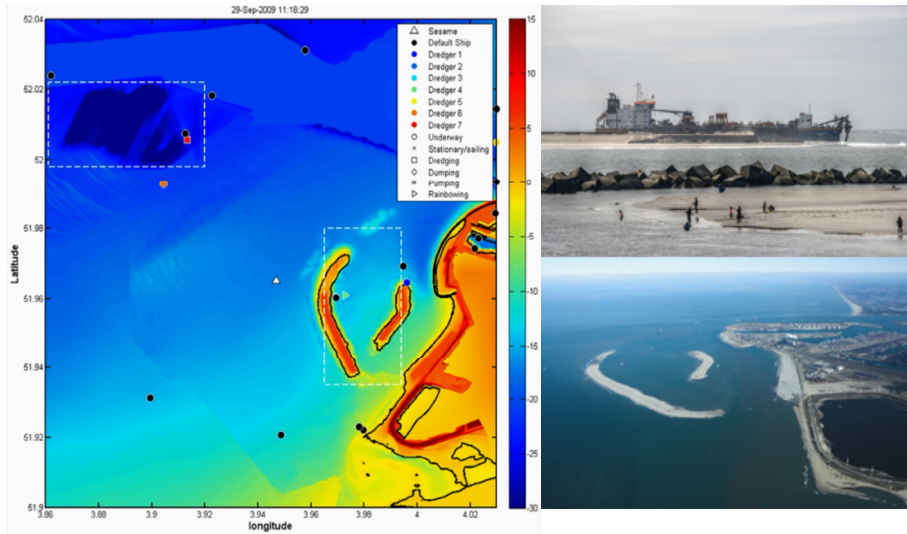 29-Sep-2009 11:18:29
Sesame
Default Ship
Dredger 1
Dredger 2
Dredger 3
Dredger 4
Dredger 5
Dredger 6
Dredger 7
Underway
Stationary/sailing
Dredging
Dumping
Pumping
Rainbowing
52.04
52.02
52
51.98
51.96
51.94
51.92
51.9
Latitude
3.86
3.9
3.92
3.94
3.96
3.98
4
4.02
longitude
15
10
5
0
-5
-10
-15
-20
-25
-30